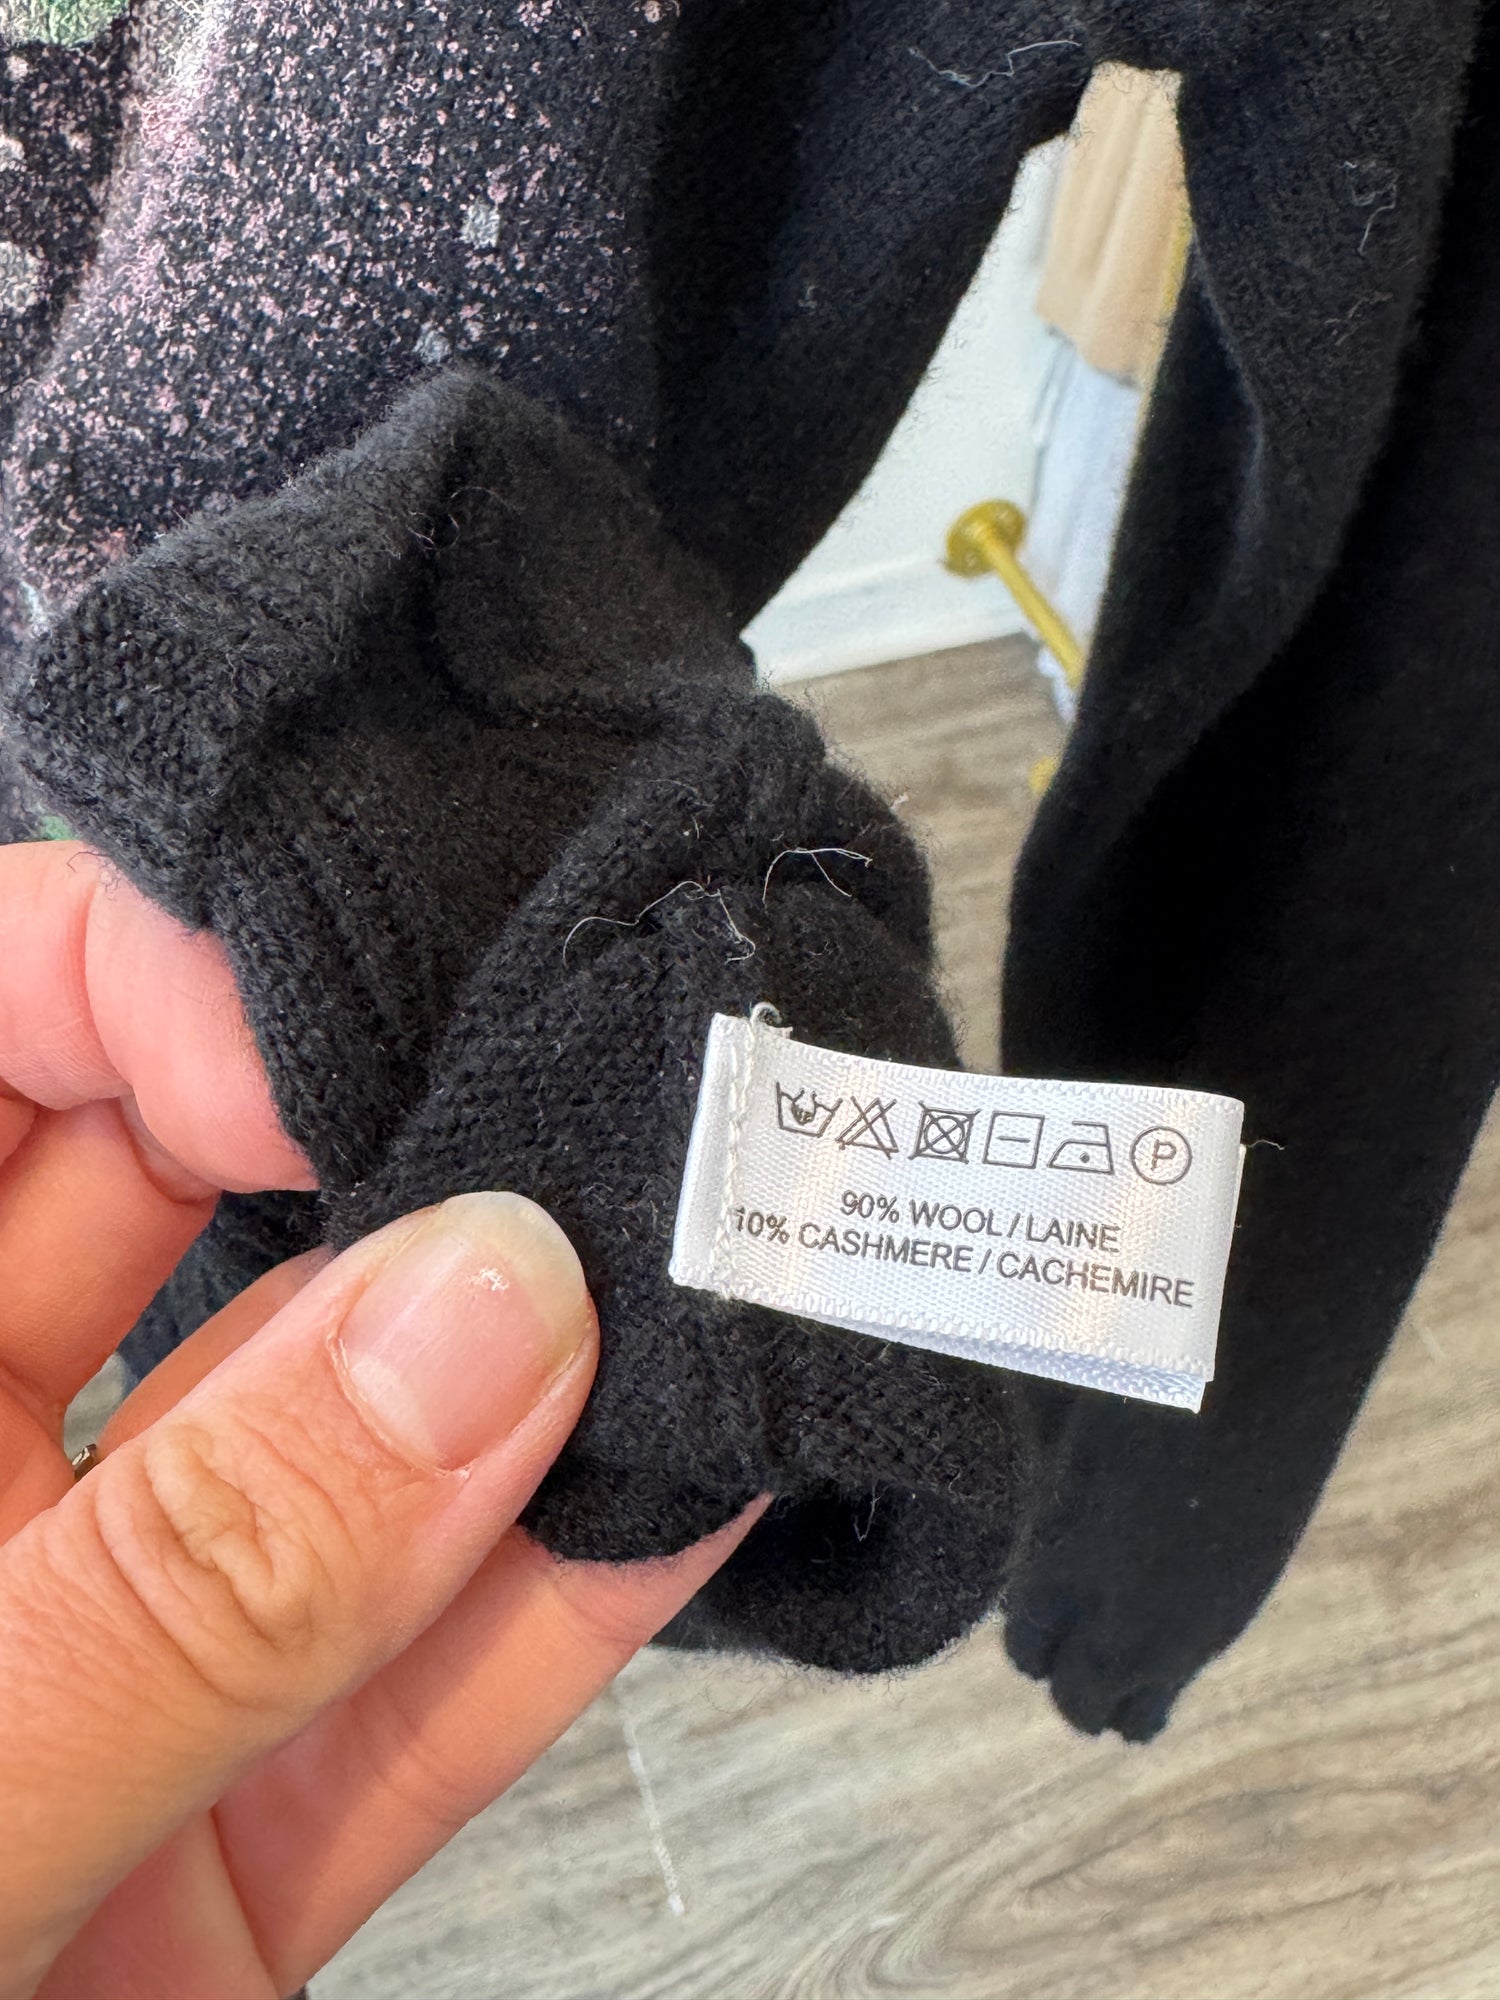 P
90% WOOL / LAINE
10% CASHMERE / CACHEMIRE